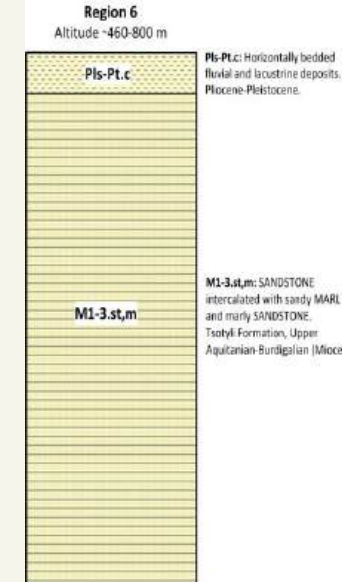 Region 6
Altitude ~460-800 m
Pls-Pt.c: Horizontally bedded
fluvial and lacustrine deposits.
Pliocene-Pleistocene.
Pls-Pt.c
M1-3.st,m: SANDSTONE
intercalated with sandy MARL
and marly SANDSTONE.
Tsotyli Formation, Upper
Aquitanian-Burdigalian (Mioce
M1-3.st,m